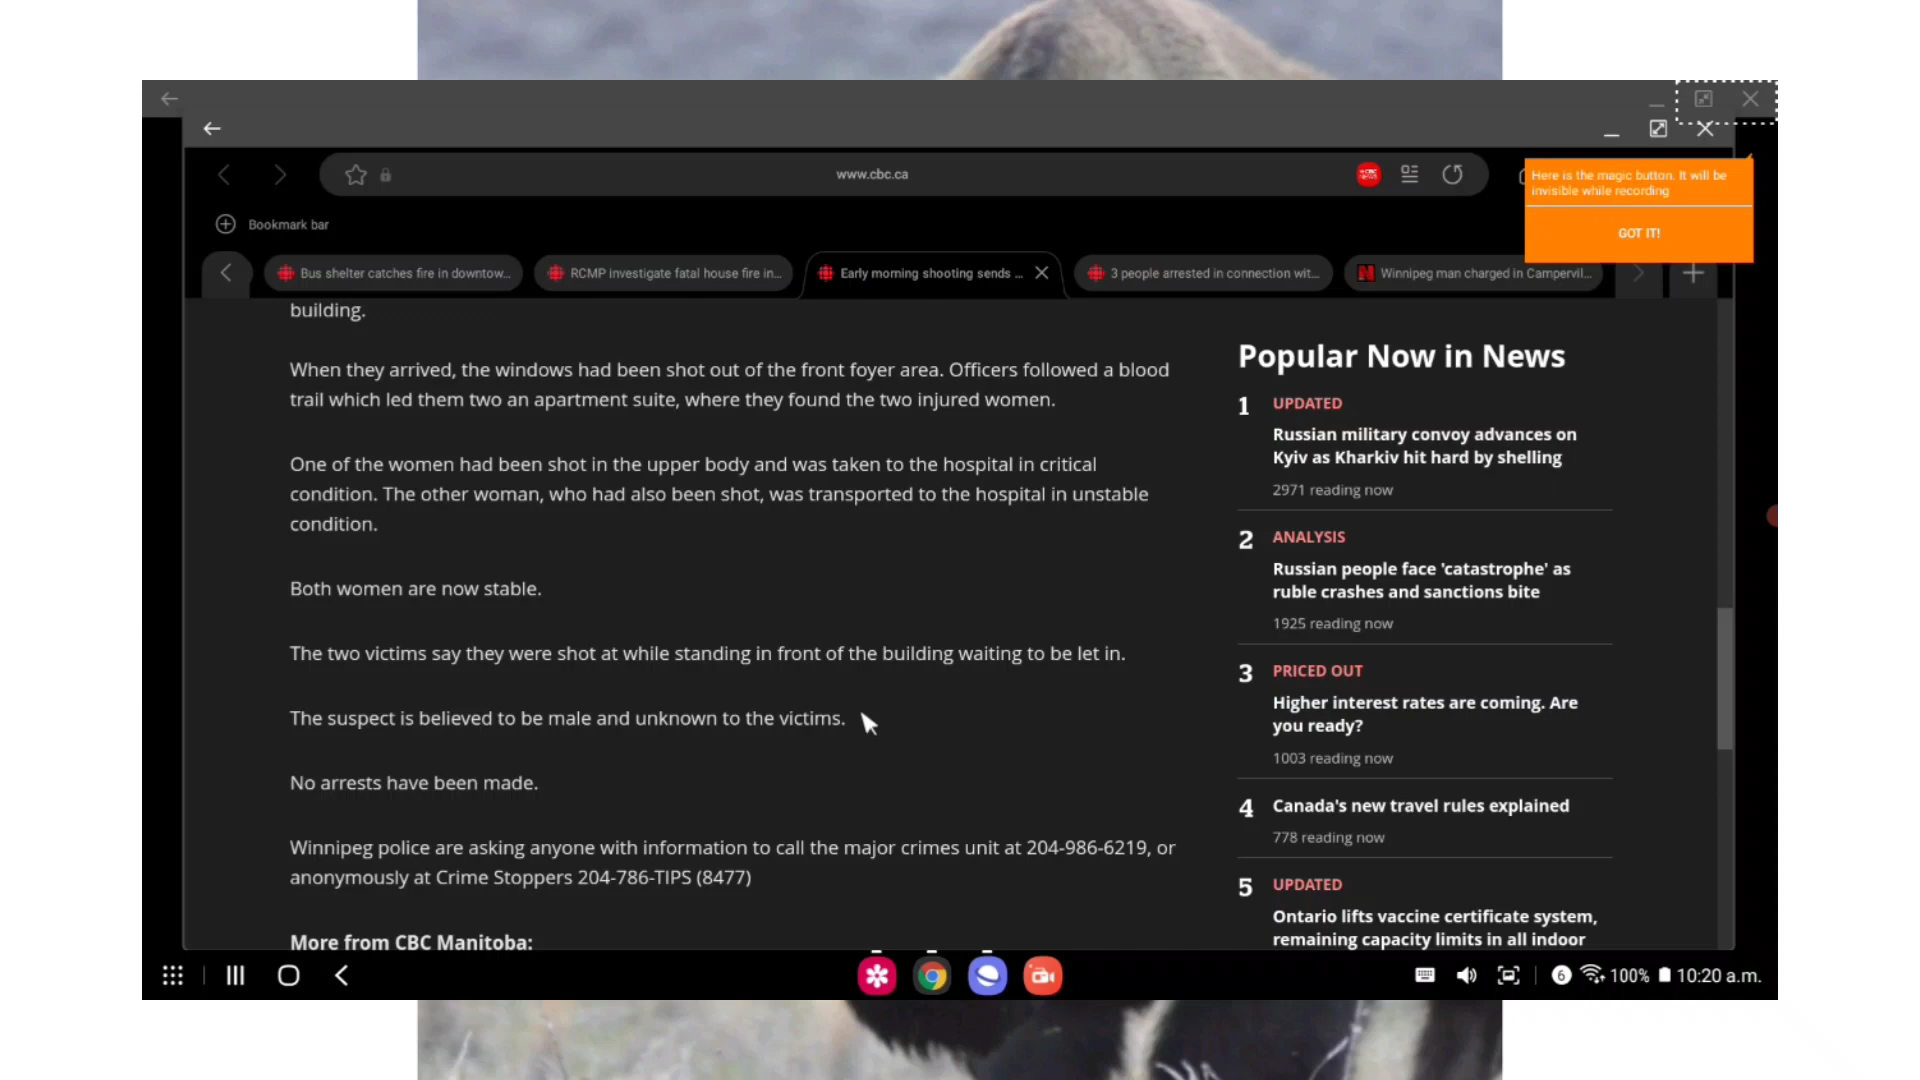 www.cbc.ca
Here is the magic button. It will be
invisible while recording
GOT IT!
Bookmark bar
Bus shelter catches fire in downtow...
RCMP investigate fatal house fire in...
Early morning shooting sends ...
3 people arrested in connection wit...
Winnipeg man charged in Campervil...
building.
When they arrived, the windows had been shot out of the front foyer area. Officers followed a blood
trail which led them two an apartment suite, where they found the two injured women.
One of the women had been shot in the upper body and was taken to the hospital in critical
condition. The other woman, who had also been shot, was transported to the hospital in unstable
condition.
Both women are now stable.
The two victims say they were shot at while standing in front of the building waiting to be let in.
The suspect is believed to be male and unknown to the victims.
No arrests have been made.
Winnipeg police are asking anyone with information to call the major crimes unit at 204-986-6219, or
anonymously at Crime Stoppers 204-786-TIPS (8477)
More from CBC Manitoba:
Popular Now in News
1 UPDATED
Russian military convoy advances on
Kyiv as Kharkiv hit hard by shelling
2971 reading now
2 ANALYSIS
Russian people face 'catastrophe' as
ruble crashes and sanctions bite
1925 reading now
3 PRICED OUT
Higher interest rates are coming. Are
you ready?
1003 reading now
4 Canada's new travel rules explained
778 reading now
5 UPDATED
Ontario lifts vaccine certificate system,
remaining capacity limits in all indoor
6 100% 10:20 a.m.